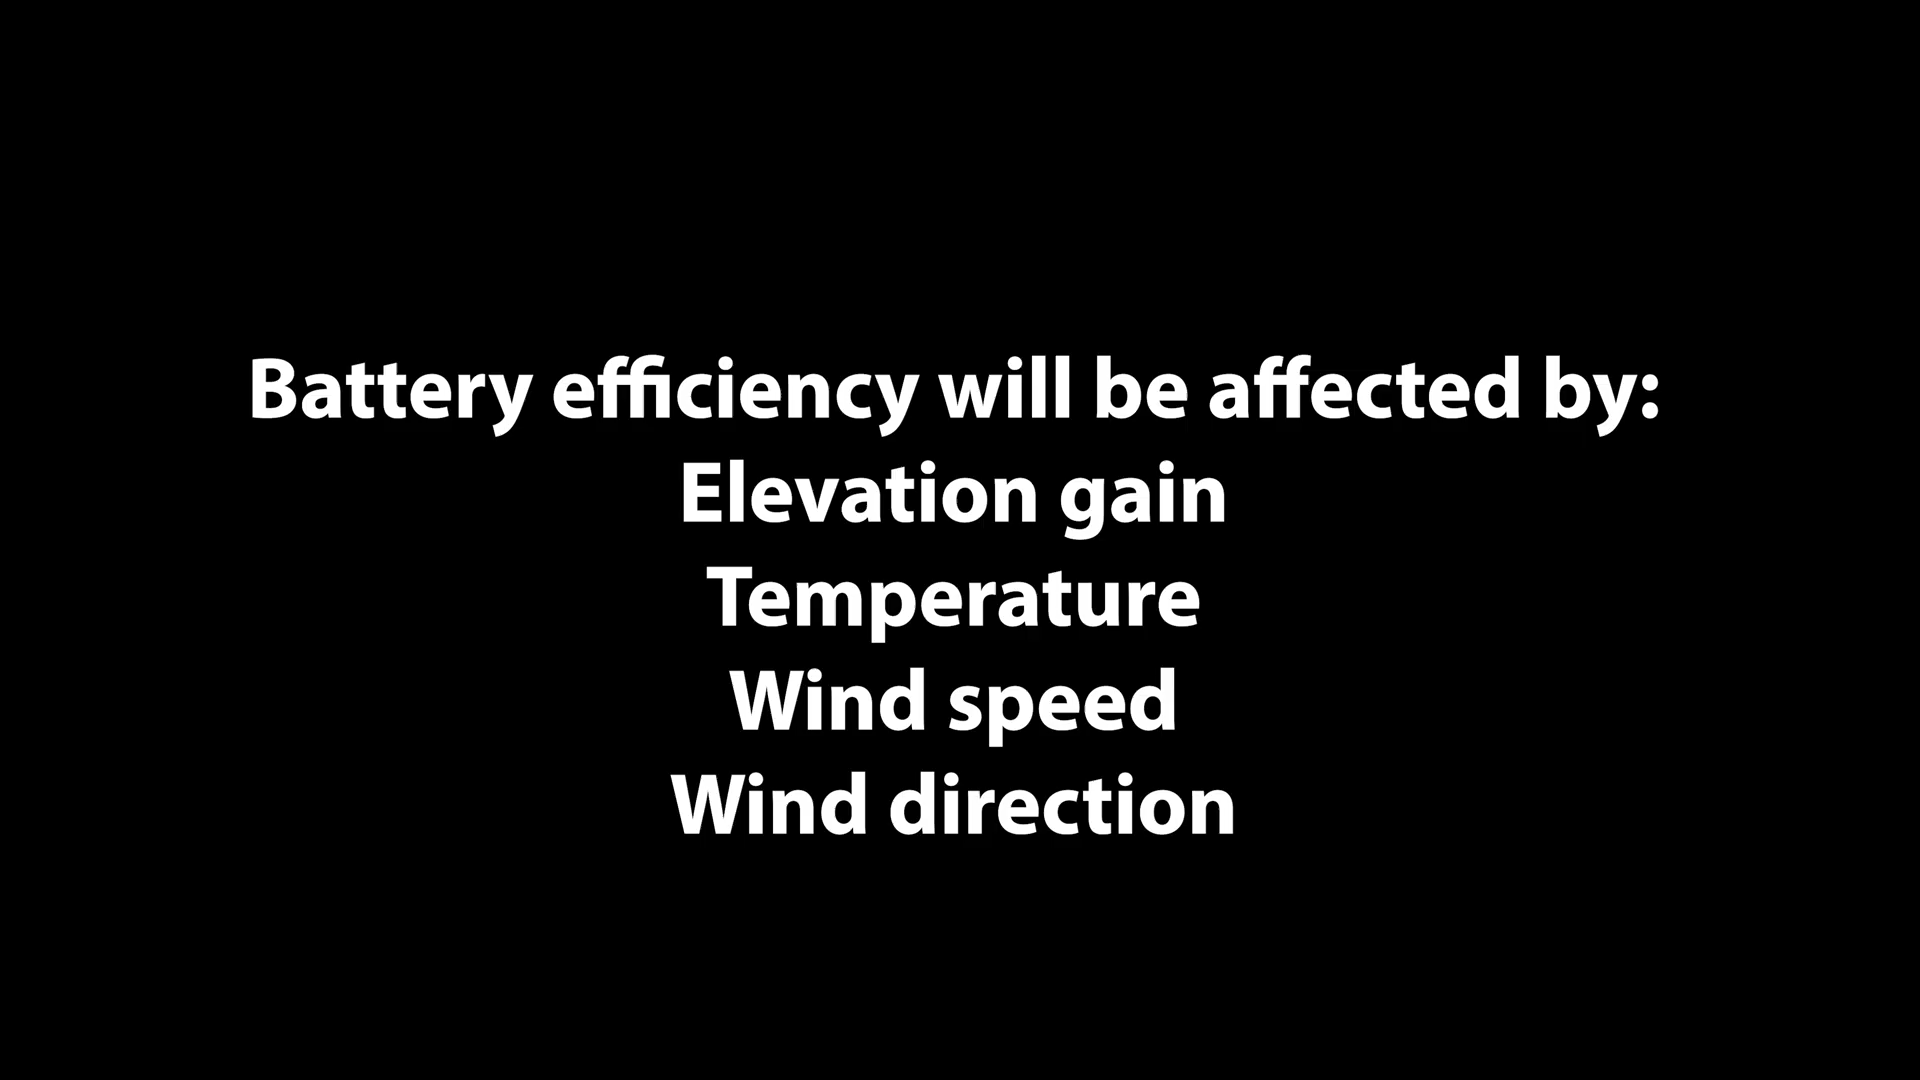 Battery efficiency will be affected by:
Elevation gain
Temperature
Wind speed
Wind direction